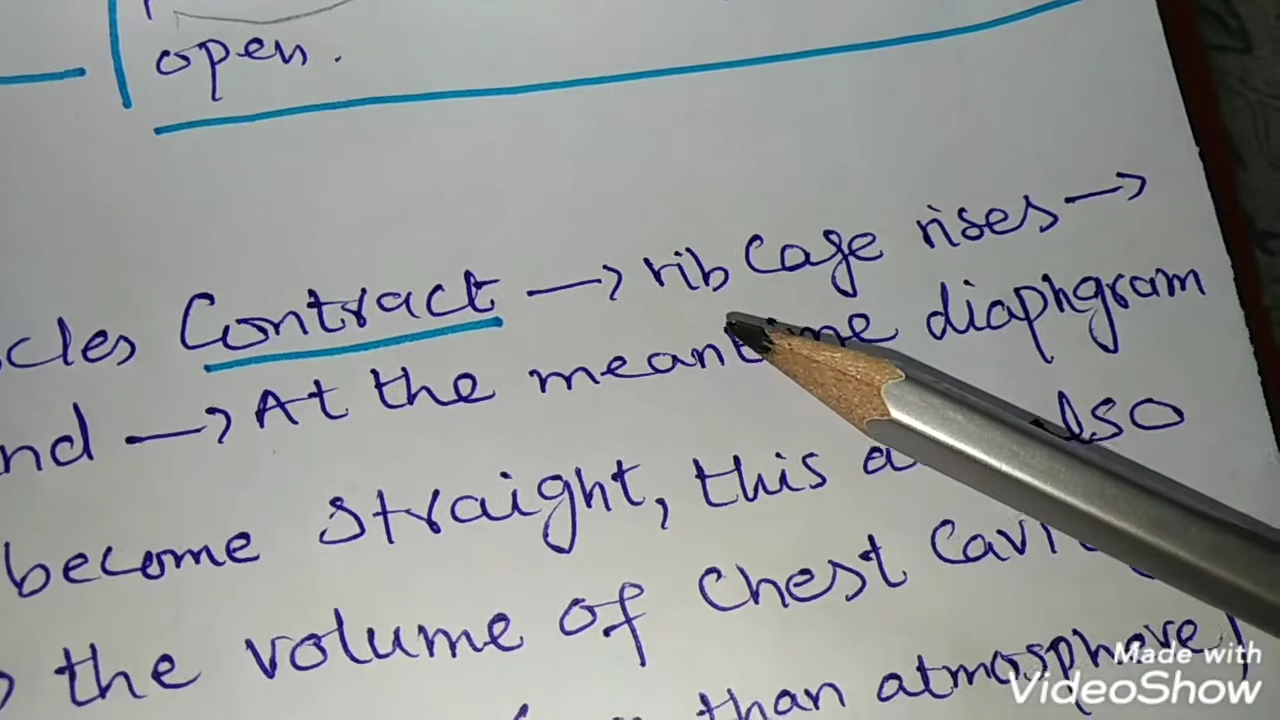 open.
cles Contract → rib Cage rises →
nd → At the meantime diaphgram
become straight, this also
the volume of Chest Cavi
than atmosphere
Made with
VideoShow